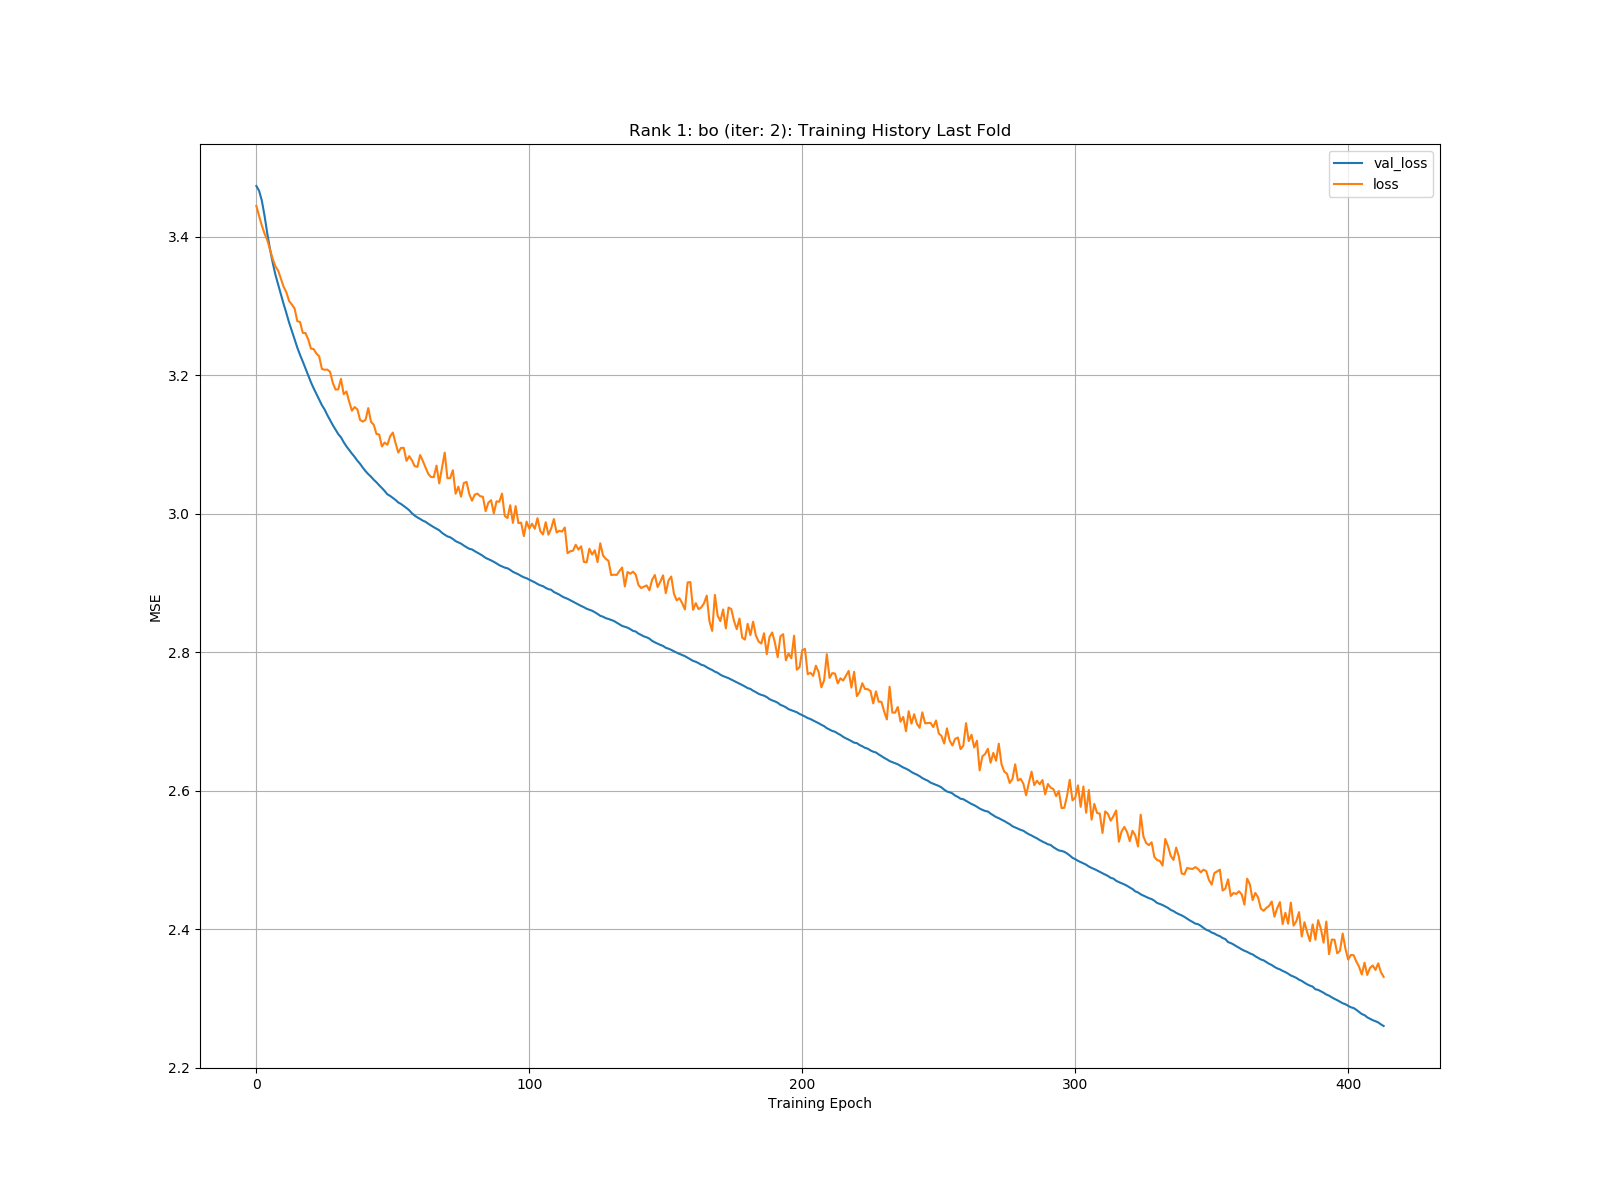 Rank 1: bo (iter: 2): Training History Last Fold
val_loss
loss
3.4
3.2
3.0
2.8
2.6
2.4
2.2
MSE
0 100 200 300 400
Training Epoch